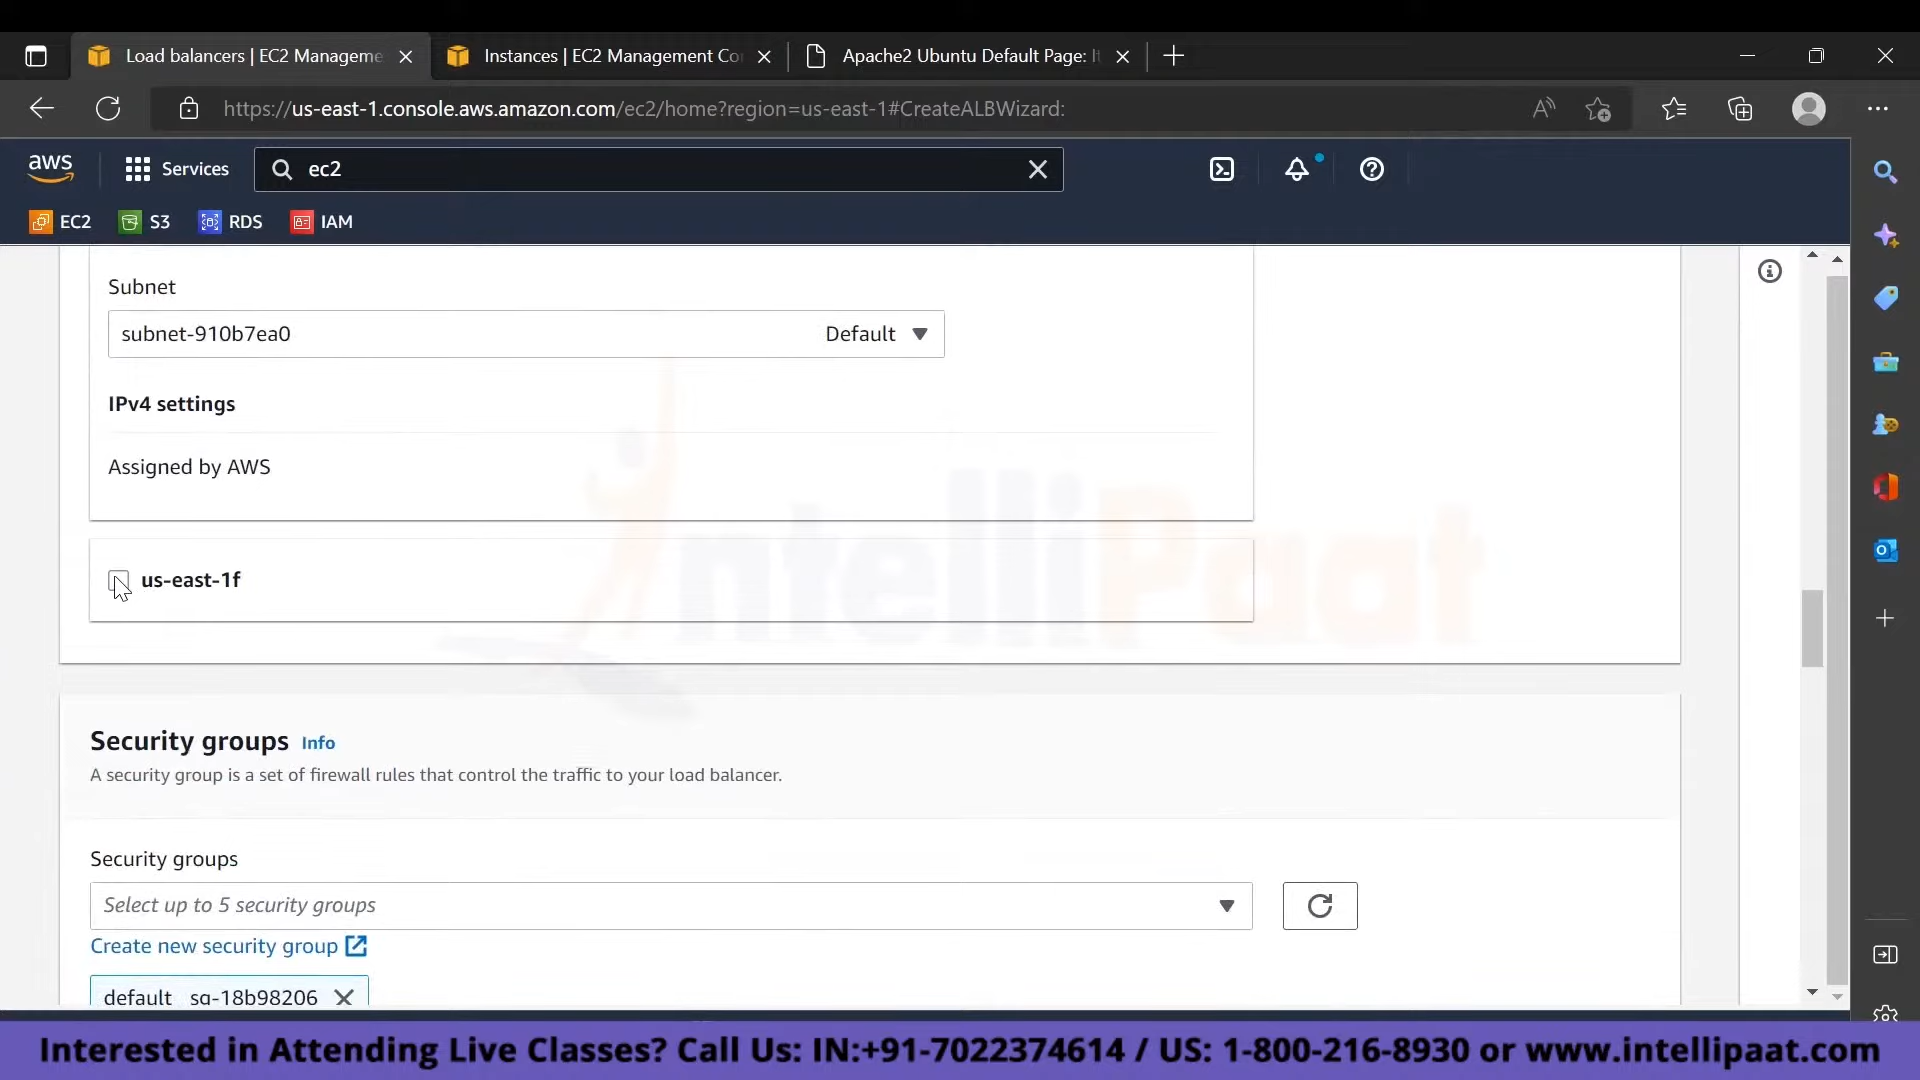 Load balancers | EC2 Manageme
Instances | EC2 Management Co
Apache2 Ubuntu Default Page: I
https://us-east-1.console.aws.amazon.com/ec2/home?region=us-east-1#CreateALBWizard:
aws
Services
ec2
EC2
S3
RDS
IAM
Subnet
subnet-910b7ea0
Default
IPv4 settings
Assigned by AWS
IntelliPaat
us-east-1f
Security groups Info
A security group is a set of firewall rules that control the traffic to your load balancer.
Security groups
Select up to 5 security groups
Create new security group
default sg-18b98206
Interested in Attending Live Classes? Call Us: IN:+91-7022374614 / US: 1-800-216-8930 or www.intellipaat.com